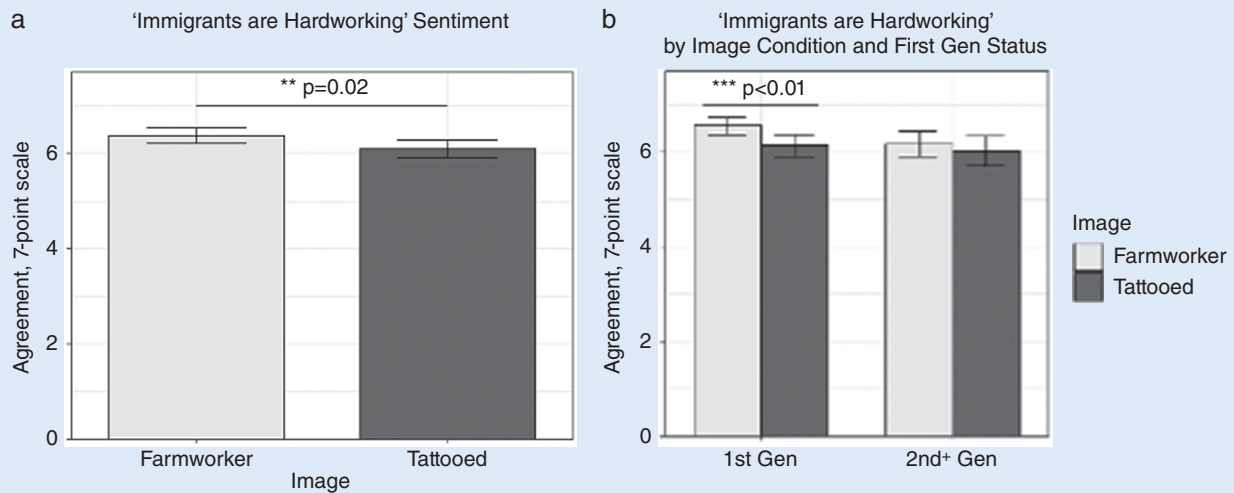 a
‘Immigrants are Hardworking’ Sentiment
** p=0.02
Agreement, 7-point scale
6
4
2
0
Farmworker
Tattooed
Image
b
‘Immigrants are Hardworking’
by Image Condition and First Gen Status
*** p<0.01
Agreement, 7-point scale
6
4
2
0
1st Gen
2nd⁺ Gen
Image
Farmworker
Tattooed